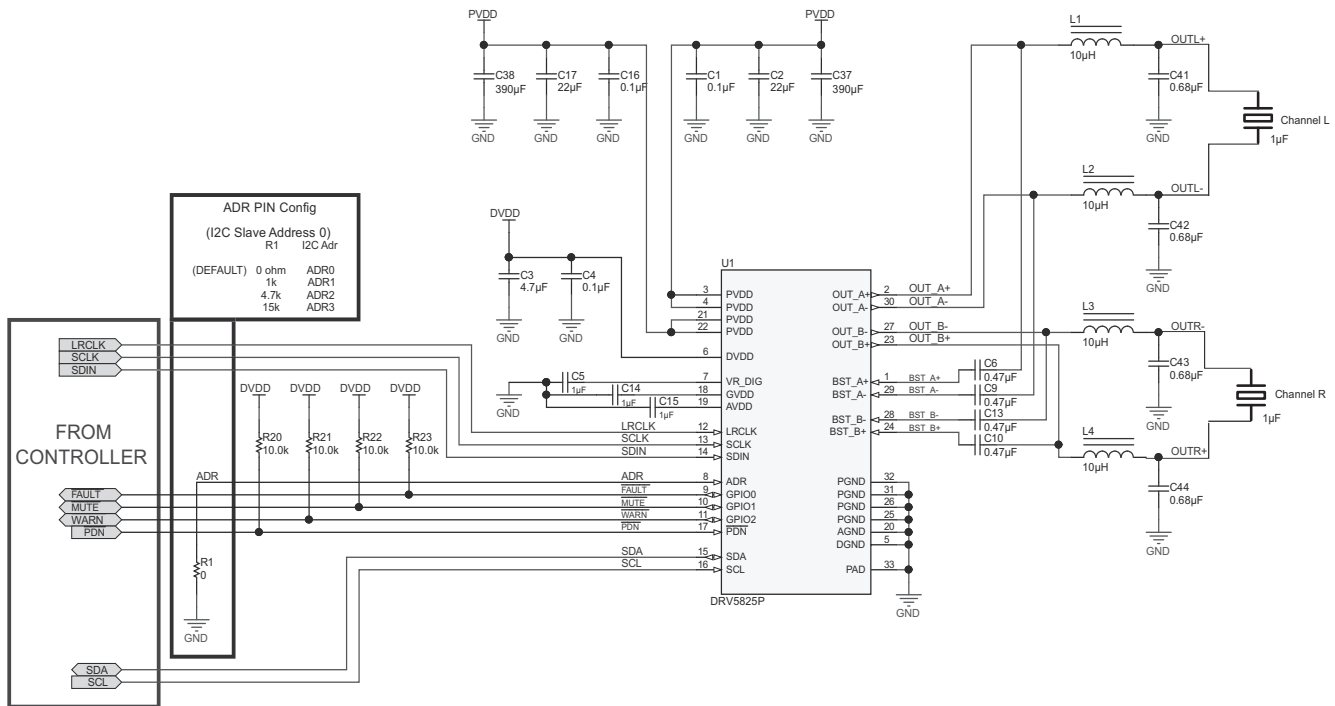 PVDD
PVDD
L1
10µH
OUTL+
C38
390µF
C17
22µF
C16
0.1µF
C1
0.1µF
C2
22µF
C37
390µF
C41
0.68µF
GND
GND
GND
GND
GND
GND
GND
Channel L
1µF
L2
10µH
OUTL-
C42
0.68µF
GND
ADR PIN Config
(I2C Slave Address 0)
R1 I2C Adr
(DEFAULT) 0 ohm ADR0
1k ADR1
4.7k ADR2
15k ADR3
DVDD
C3
4.7µF
C4
0.1µF
GND
GND
U1
3 PVDD
4 PVDD
21 PVDD
22 PVDD
6 DVDD
7 VR_DIG
18 GVDD
19 AVDD
LRCLK 12 LRCLK
SCLK 13 SCLK
SDIN 14 SDIN
ADR 8 ADR
FAULT 9 GPIO0
MUTE 10 GPIO1
WARN 11 GPIO2
PDN 17 PDN
SDA 15 SDA
SCL 16 SCL
DRV5825P
OUT_A+ 2 OUT_A+
OUT_A- 30 OUT_A-
OUT_B- 27 OUT_B-
OUT_B+ 23 OUT_B+
BST_A+ 1 BST_A+
BST_A- 29 BST_A-
BST_B- 28 BST_B-
BST_B+ 24 BST_B+
PGND 32
PGND 31
PGND 26
PGND 25
AGND 20
DGND 5
PAD 33
GND
C6
0.47µF
C9
0.47µF
C13
0.47µF
C10
0.47µF
L3
10µH
OUTR-
C43
0.68µF
GND
Channel R
1µF
L4
10µH
OUTR+
C44
0.68µF
GND
C5
1µF
C14
1µF
C15
1µF
GND
LRCLK
SCLK
SDIN
DVDD
DVDD
DVDD
DVDD
R20
10.0k
R21
10.0k
R22
10.0k
R23
10.0k
FROM
CONTROLLER
ADR
FAULT
MUTE
WARN
PDN
R1
0
GND
SDA
SCL